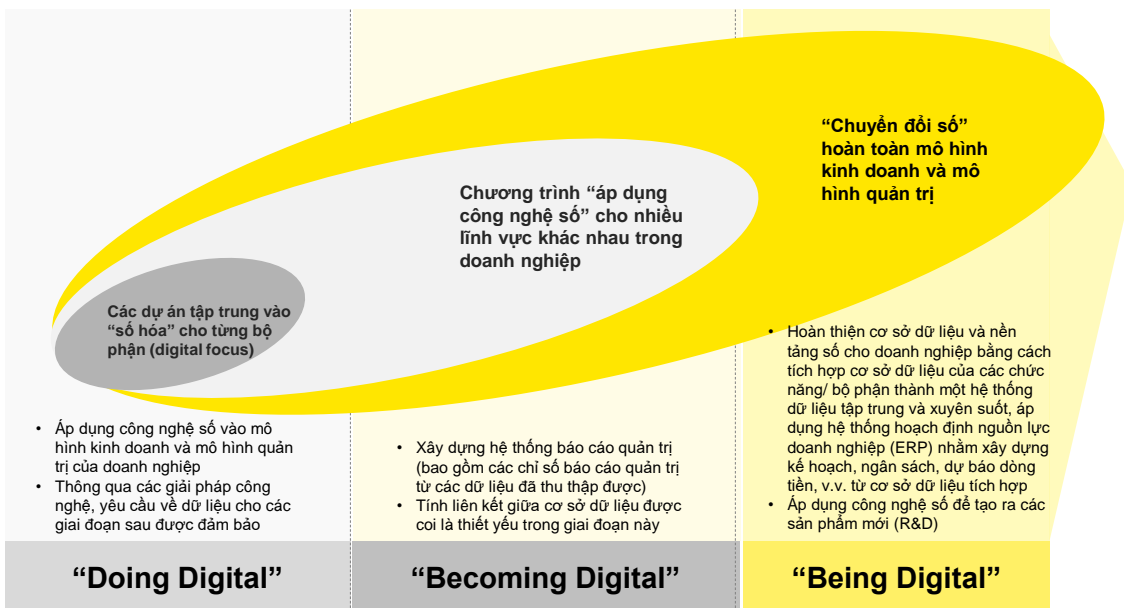 “Chuyển đổi số”
hoàn toàn mô hình
kinh doanh và mô
hình quản trị
Chương trình “áp dụng
công nghệ số” cho nhiều
lĩnh vực khác nhau trong
doanh nghiệp
Các dự án tập trung vào
“số hóa” cho từng bộ
phận (digital focus)
• Áp dụng công nghệ số vào mô
hình kinh doanh và mô hình quản
trị của doanh nghiệp
• Thông qua các giải pháp công
nghệ, yêu cầu về dữ liệu cho các
giai đoạn sau được đảm bảo
• Xây dựng hệ thống báo cáo quản trị
(bao gồm các chỉ số báo cáo quản trị
từ các dữ liệu đã thu thập được)
• Tính liên kết giữa cơ sở dữ liệu được
coi là thiết yếu trong giai đoạn này
• Hoàn thiện cơ sở dữ liệu và nền
tảng số cho doanh nghiệp bằng cách
tích hợp cơ sở dữ liệu của các chức
năng/ bộ phận thành một hệ thống
dữ liệu tập trung và xuyên suốt, áp
dụng hệ thống hoạch định nguồn lực
doanh nghiệp (ERP) nhằm xây dựng
kế hoạch, ngân sách, dự báo dòng
tiền, v.v. từ cơ sở dữ liệu tích hợp
• Áp dụng công nghệ số để tạo ra các
sản phẩm mới (R&D)
“Doing Digital”
“Becoming Digital”
“Being Digital”